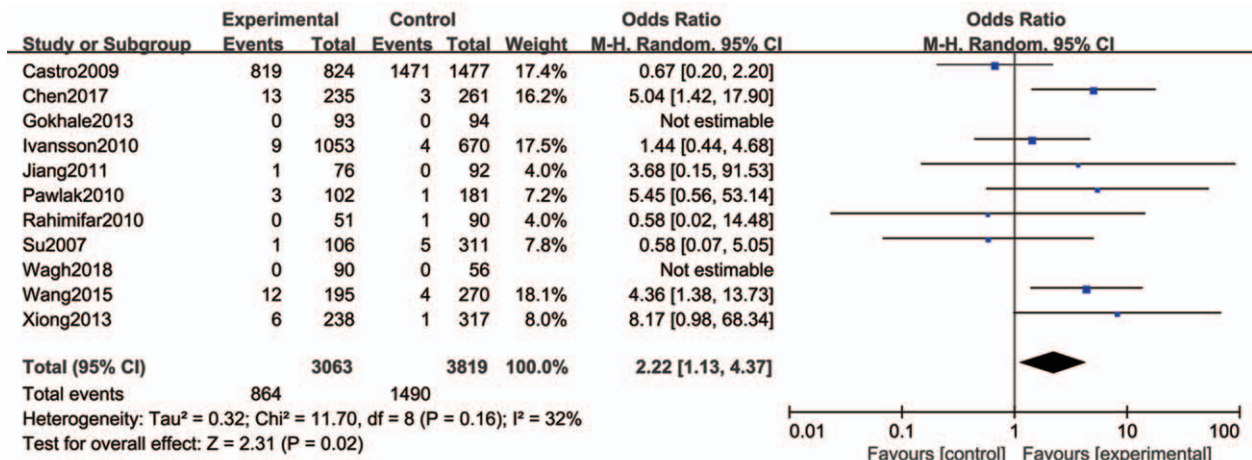 Experimental Control Odds Ratio Odds Ratio
Study or Subgroup Events Total Events Total Weight M-H. Random. 95% CI M-H. Random. 95% CI
Castro2009 819 824 1471 1477 17.4% 0.67 [0.20, 2.20]
Chen2017 13 235 3 261 16.2% 5.04 [1.42, 17.90]
Gokhale2013 0 93 0 94 Not estimable
Ivansson2010 9 1053 4 670 17.5% 1.44 [0.44, 4.68]
Jiang2011 1 76 0 92 4.0% 3.68 [0.15, 91.53]
Pawlak2010 3 102 1 181 7.2% 5.45 [0.56, 53.14]
Rahimifar2010 0 51 1 90 4.0% 0.58 [0.02, 14.48]
Su2007 1 106 5 311 7.8% 0.58 [0.07, 5.05]
Wagh2018 0 90 0 56 Not estimable
Wang2015 12 195 4 270 18.1% 4.36 [1.38, 13.73]
Xiong2013 6 238 1 317 8.0% 8.17 [0.98, 68.34]
Total (95% CI) 3063 3819 100.0% 2.22 [1.13, 4.37]
Total events 864 1490
Heterogeneity: Tau² = 0.32; Chi² = 11.70, df = 8 (P = 0.16); I² = 32%
Test for overall effect: Z = 2.31 (P = 0.02)
0.01 0.1 1 10 100
Favours [control] Favours [experimental]